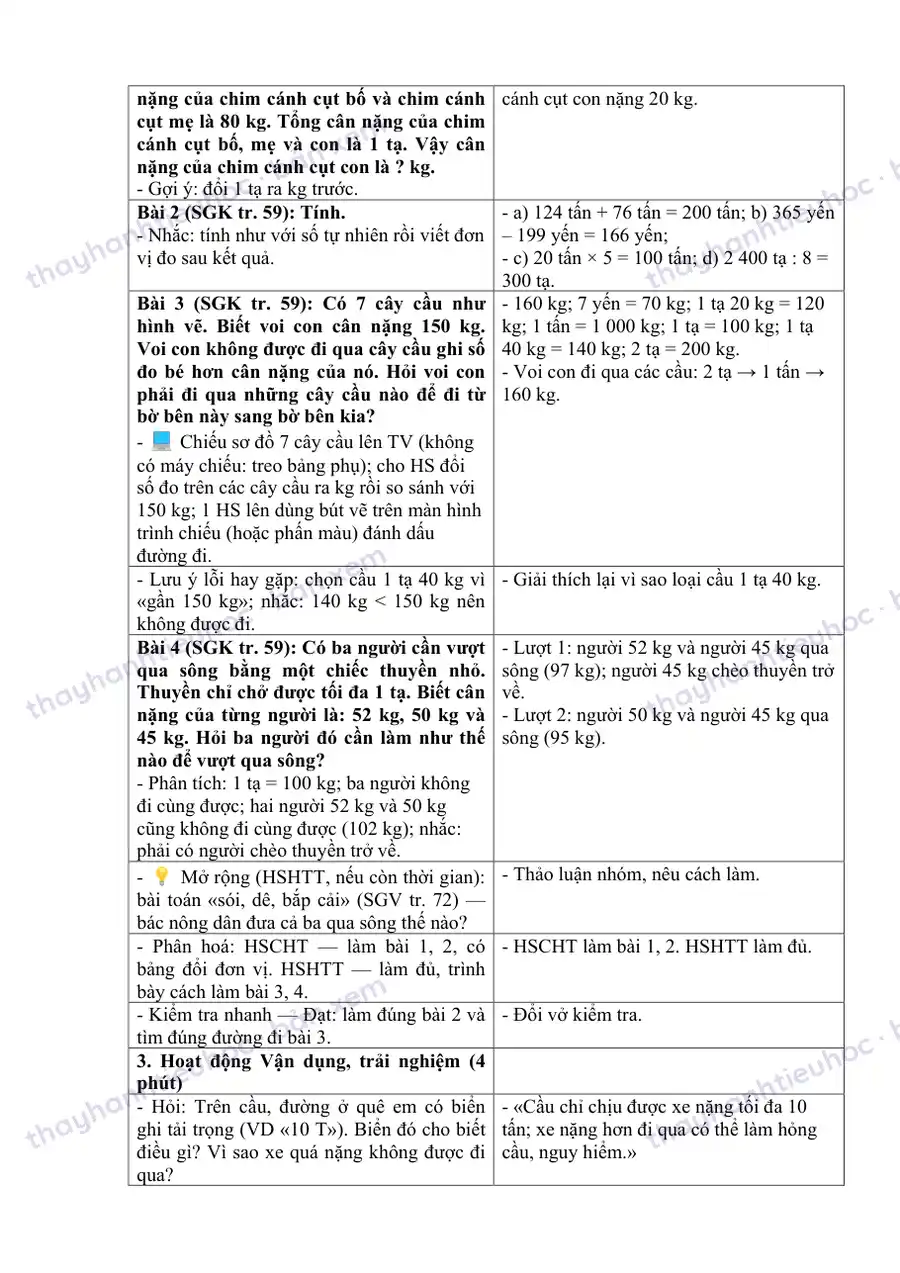 nặng của chim cánh cụt bố và chim cánh
cụt mẹ là 80 kg. Tổng cân nặng của chim
cánh cụt bố, mẹ và con là 1 tạ. Vậy cân
nặng của chim cánh cụt con là ? kg.
- Gợi ý: đổi 1 tạ ra kg trước.
cánh cụt con nặng 20 kg.
Bài 2 (SGK tr. 59): Tính.
- Nhắc: tính như với số tự nhiên rồi viết đơn
vị đo sau kết quả.
- a) 124 tấn + 76 tấn = 200 tấn; b) 365 yến
– 199 yến = 166 yến;
- c) 20 tấn × 5 = 100 tấn; d) 2 400 tạ : 8 =
300 tạ.
Bài 3 (SGK tr. 59): Có 7 cây cầu như
hình vẽ. Biết voi con cân nặng 150 kg.
Voi con không được đi qua cây cầu ghi số
đo bé hơn cân nặng của nó. Hỏi voi con
phải đi qua những cây cầu nào để đi từ
bờ bên này sang bờ bên kia?
- 💻 Chiếu sơ đồ 7 cây cầu lên TV (không
có máy chiếu: treo bảng phụ); cho HS đổi
số đo trên các cây cầu ra kg rồi so sánh với
150 kg; 1 HS lên dùng bút vẽ trên màn hình
trình chiếu (hoặc phấn màu) đánh dấu
đường đi.
- 160 kg; 7 yến = 70 kg; 1 tạ 20 kg = 120
kg; 1 tấn = 1 000 kg; 1 tạ = 100 kg; 1 tạ
40 kg = 140 kg; 2 tạ = 200 kg.
- Voi con đi qua các cầu: 2 tạ → 1 tấn →
160 kg.
- Lưu ý lỗi hay gặp: chọn cầu 1 tạ 40 kg vì
«gần 150 kg»; nhắc: 140 kg < 150 kg nên
không được đi.
- Giải thích lại vì sao loại cầu 1 tạ 40 kg.
Bài 4 (SGK tr. 59): Có ba người cần vượt
qua sông bằng một chiếc thuyền nhỏ.
Thuyền chỉ chở được tối đa 1 tạ. Biết cân
nặng của từng người là: 52 kg, 50 kg và
45 kg. Hỏi ba người đó cần làm như thế
nào để vượt qua sông?
- Phân tích: 1 tạ = 100 kg; ba người không
đi cùng được; hai người 52 kg và 50 kg
cũng không đi cùng được (102 kg); nhắc:
phải có người chèo thuyền trở về.
- Lượt 1: người 52 kg và người 45 kg qua
sông (97 kg); người 45 kg chèo thuyền trở
về.
- Lượt 2: người 50 kg và người 45 kg qua
sông (95 kg).
- 💡 Mở rộng (HSHTT, nếu còn thời gian):
bài toán «sói, dê, bắp cải» (SGV tr. 72) —
bác nông dân đưa cả ba qua sông thế nào?
- Thảo luận nhóm, nêu cách làm.
- Phân hoá: HSCHT — làm bài 1, 2, có
bảng đổi đơn vị. HSHTT — làm đủ, trình
bày cách làm bài 3, 4.
- HSCHT làm bài 1, 2. HSHTT làm đủ.
- Kiểm tra nhanh — Đạt: làm đúng bài 2 và
tìm đúng đường đi bài 3.
- Đổi vở kiểm tra.
3. Hoạt động Vận dụng, trải nghiệm (4
phút)
- Hỏi: Trên cầu, đường ở quê em có biển
ghi tải trọng (VD «10 T»). Biển đó cho biết
điều gì? Vì sao xe quá nặng không được đi
qua?
- «Cầu chỉ chịu được xe nặng tối đa 10
tấn; xe nặng hơn đi qua có thể làm hỏng
cầu, nguy hiểm.»
thayhanhtieuhoc · bản xem
thayhanhtieuhoc · b
thayhanhtieuhoc · bản xem
thayhanhtieuhoc · b
thayhanhtieuhoc · bản xem
thayhanhtieuhoc · b